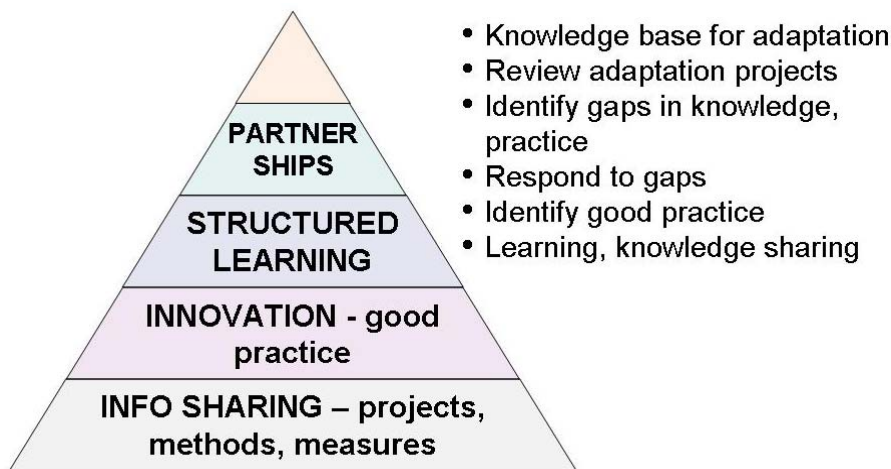 PARTNER
SHIPS
STRUCTURED
LEARNING
INNOVATION - good
practice
INFO SHARING – projects,
methods, measures
• Knowledge base for adaptation
• Review adaptation projects
• Identify gaps in knowledge,
practice
• Respond to gaps
• Identify good practice
• Learning, knowledge sharing